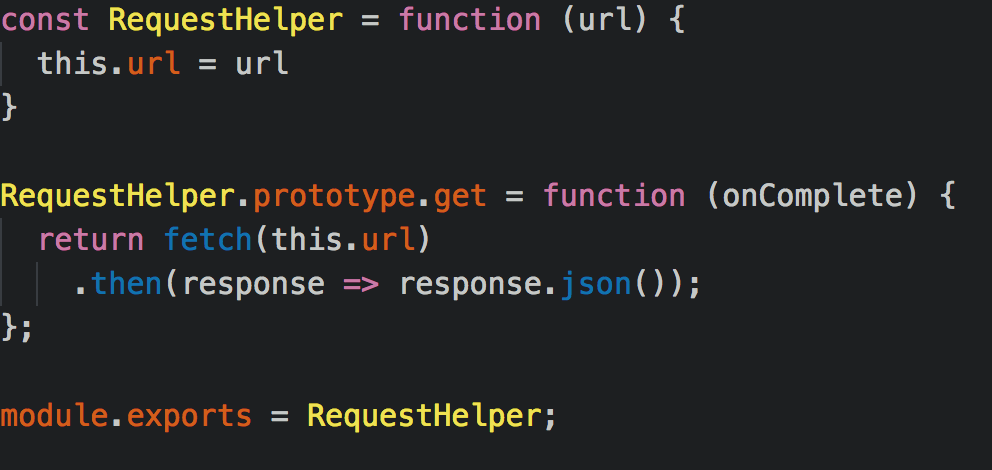 const RequestHelper = function (url) {
  this.url = url
}

RequestHelper.prototype.get = function (onComplete) {
  return fetch(this.url)
    .then(response => response.json());
};

module.exports = RequestHelper;